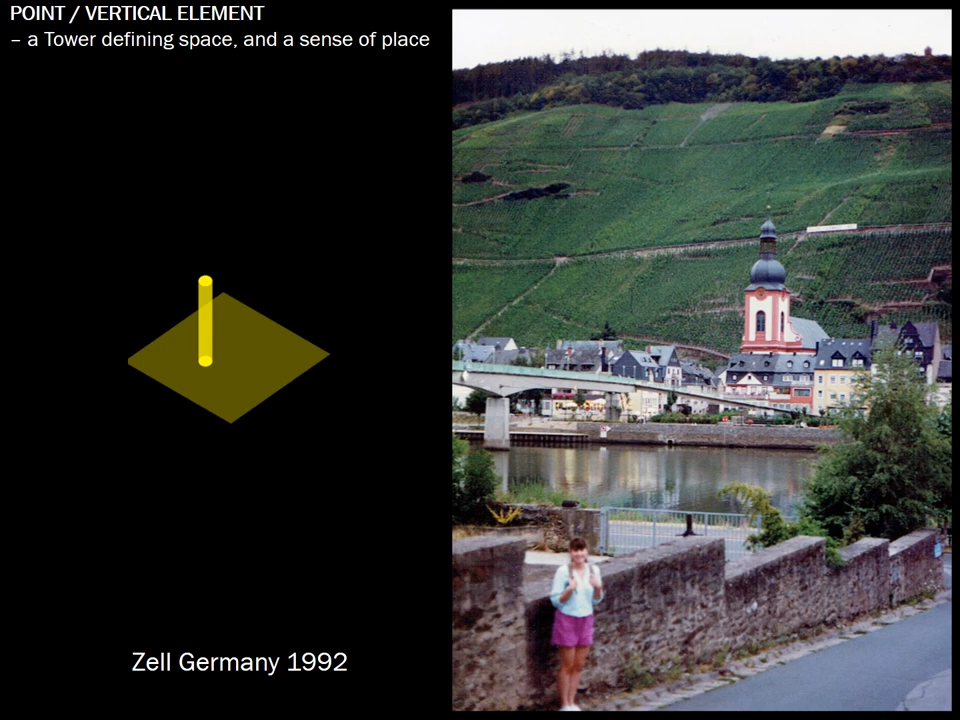 POINT / VERTICAL ELEMENT
– a Tower defining space, and a sense of place
Zell Germany 1992